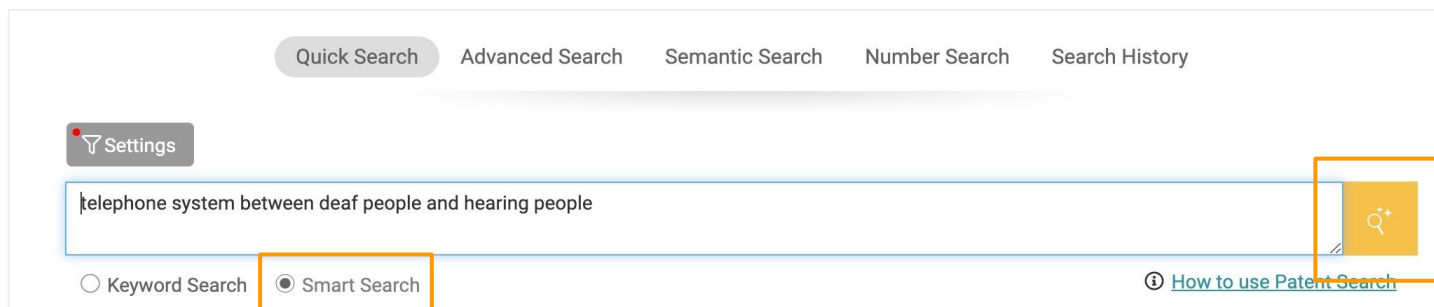 Quick Search Advanced Search Semantic Search Number Search Search History
Settings
telephone system between deaf people and hearing people
Keyword Search Smart Search How to use Patent Search